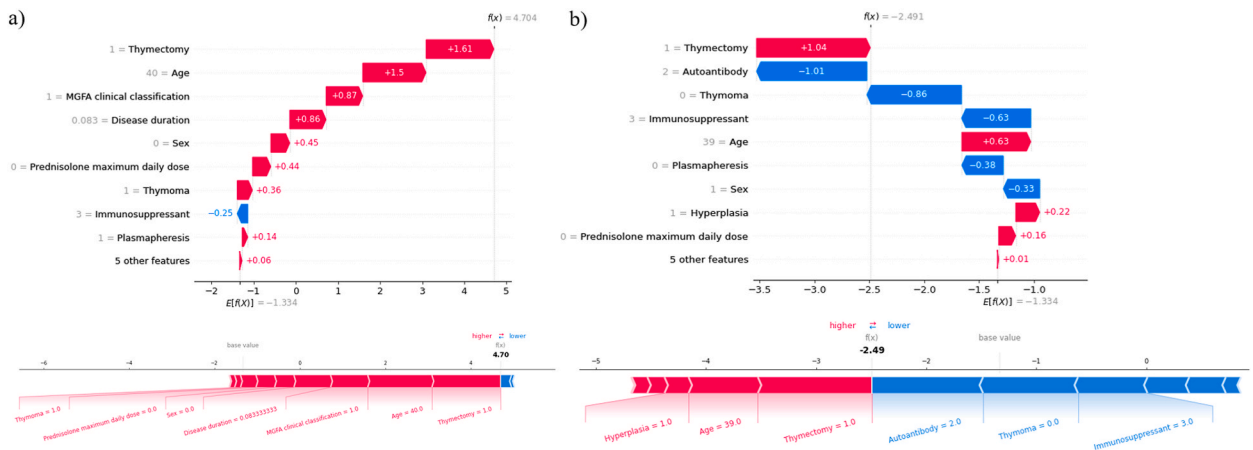 a)
f(x) = 4.704
1 = Thymectomy +1.61
40 = Age +1.5
1 = MGFA clinical classification +0.87
0.083 = Disease duration +0.86
0 = Sex +0.45
0 = Prednisolone maximum daily dose +0.44
1 = Thymoma +0.36
3 = Immunosuppressant −0.25
1 = Plasmapheresis +0.14
5 other features +0.06
−2 −1 0 1 2 3 4 5
E[f(X)] = −1.334
higher ⇄ lower
base value f(x)
4.70
-6 -4 -2 0 2 4
Thymoma = 1.0 Prednisolone maximum daily dose = 0.0 Sex = 0.0 Disease duration = 0.083333333 MGFA clinical classification = 1.0 Age = 40.0 Thymectomy = 1.0
b)
f(x) = −2.491
1 = Thymectomy +1.04
2 = Autoantibody −1.01
0 = Thymoma −0.86
3 = Immunosuppressant −0.63
39 = Age +0.63
0 = Plasmapheresis −0.38
1 = Sex −0.33
1 = Hyperplasia +0.22
0 = Prednisolone maximum daily dose +0.16
5 other features +0.01
−3.5 −3.0 −2.5 −2.0 −1.5 −1.0
E[f(X)] = −1.334
higher ⇄ lower
f(x) base value
-2.49
-5 -4 -3 -2 -1 0
Hyperplasia = 1.0 Age = 39.0 Thymectomy = 1.0 Autoantibody = 2.0 Thymoma = 0.0 Immunosuppressant = 3.0